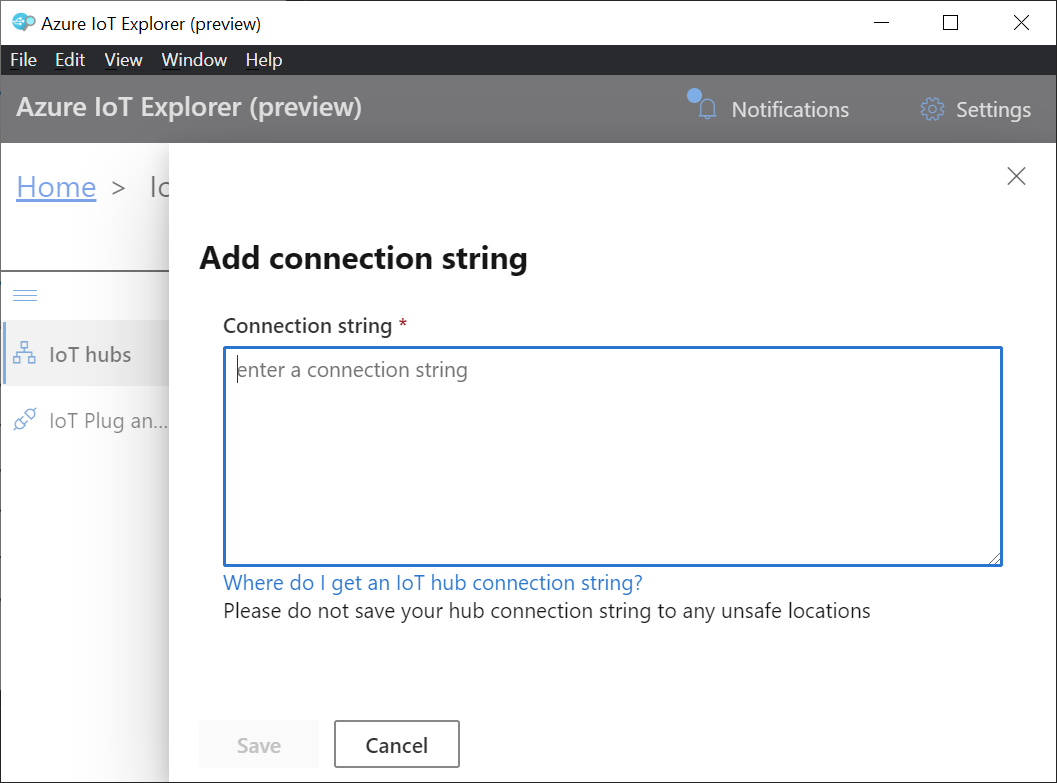 Azure IoT Explorer (preview)
File Edit View Window Help
Azure IoT Explorer (preview) Notifications Settings
Home >
Add connection string
Connection string *
IoT hubs
enter a connection string
IoT Plug an...
Where do I get an IoT hub connection string?
Please do not save your hub connection string to any unsafe locations
Save Cancel